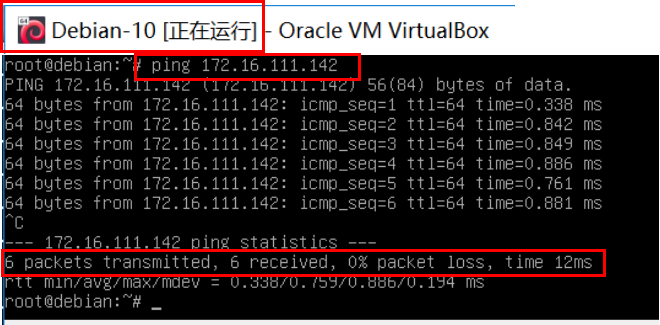 64
Debian-10 [正在运行] - Oracle VM VirtualBox
root@debian:~# ping 172.16.111.142
PING 172.16.111.142 (172.16.111.142) 56(84) bytes of data.
64 bytes from 172.16.111.142: icmp_seq=1 ttl=64 time=0.338 ms
64 bytes from 172.16.111.142: icmp_seq=2 ttl=64 time=0.842 ms
64 bytes from 172.16.111.142: icmp_seq=3 ttl=64 time=0.849 ms
64 bytes from 172.16.111.142: icmp_seq=4 ttl=64 time=0.886 ms
64 bytes from 172.16.111.142: icmp_seq=5 ttl=64 time=0.761 ms
64 bytes from 172.16.111.142: icmp_seq=6 ttl=64 time=0.881 ms
^C
--- 172.16.111.142 ping statistics ---
6 packets transmitted, 6 received, 0% packet loss, time 12ms
rtt min/avg/max/mdev = 0.338/0.759/0.886/0.194 ms
root@debian:~# _